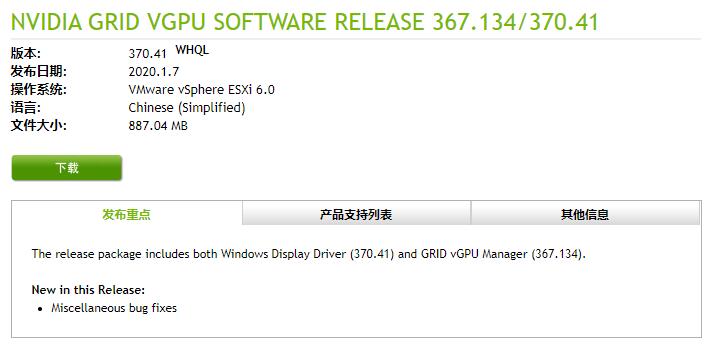 NVIDIA GRID VGPU SOFTWARE RELEASE 367.134/370.41
版本: 370.41 WHQL
发布日期: 2020.1.7
操作系统: VMware vSphere ESXi 6.0
语言: Chinese (Simplified)
文件大小: 887.04 MB
下载
发布重点 产品支持列表 其他信息
The release package includes both Windows Display Driver (370.41) and GRID vGPU Manager (367.134).
New in this Release:
• Miscellaneous bug fixes